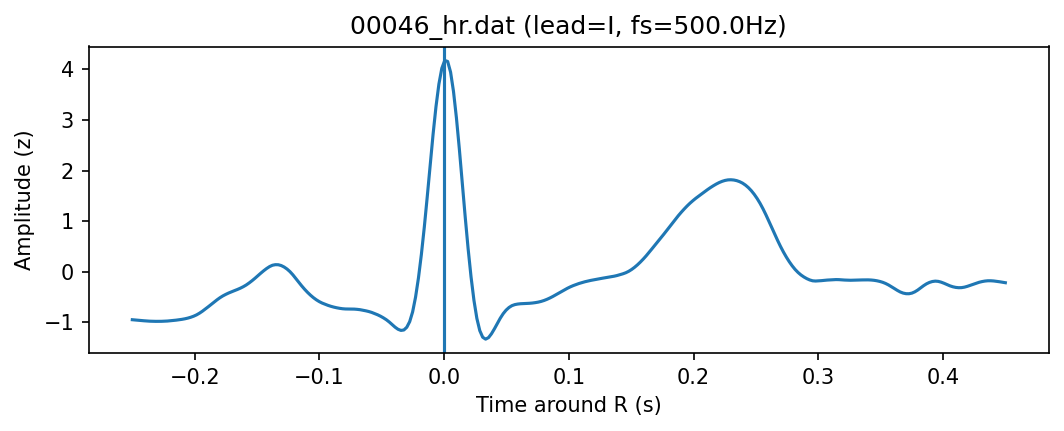 00046_hr.dat (lead=I, fs=500.0Hz)
Amplitude (z)
4
3
2
1
0
−1
−0.2 −0.1 0.0 0.1 0.2 0.3 0.4
Time around R (s)